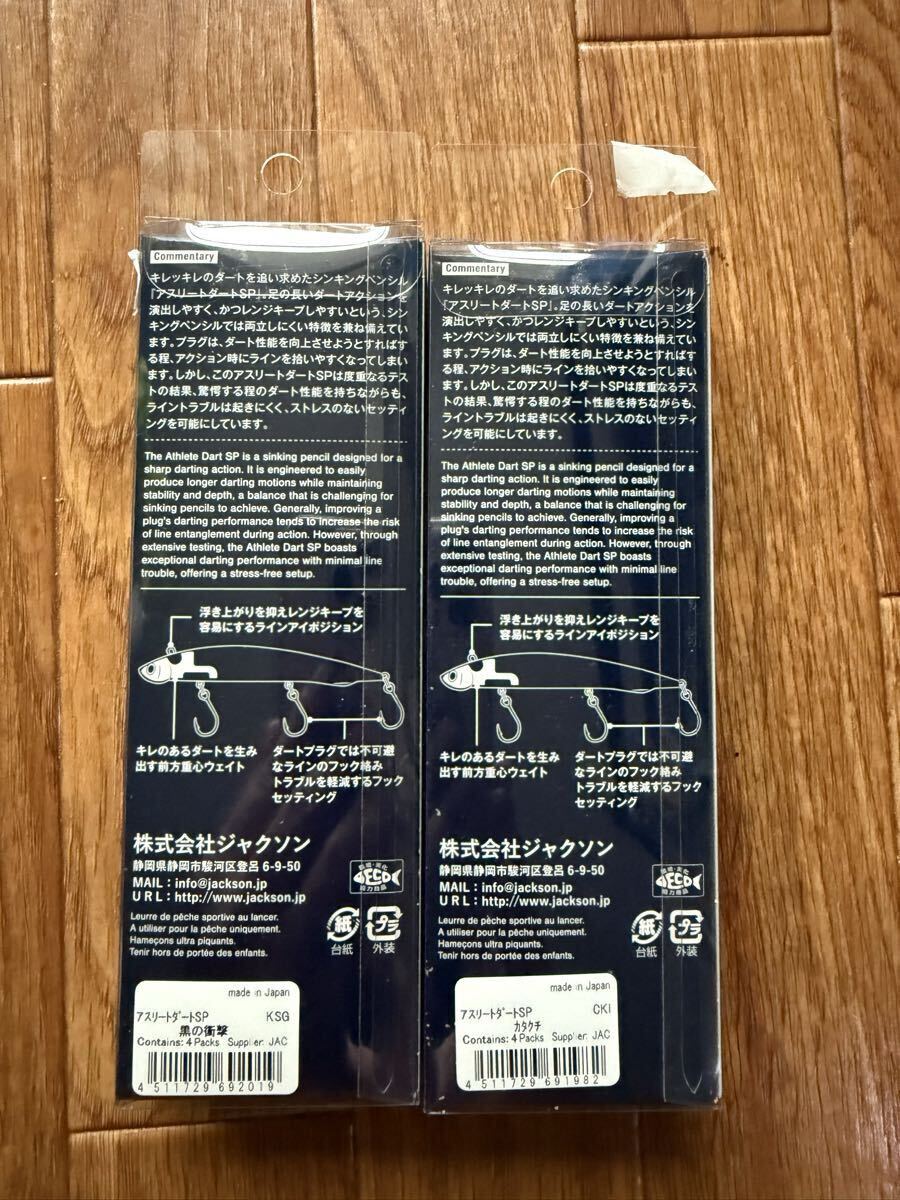 Commentary
キレッキレのダートを追い求めたシンキングペンシル
「アスリートダートSP」。足の長いダートアクションを
演出しやすく、かつレンジキープしやすいという、シン
キングペンシルでは両立しにくい特徴を兼ね備えてい
ます。プラグは、ダート性能を向上させようとすればす
る程、アクション時にラインを拾いやすくなってしまい
ます。しかし、このアスリートダートSPは度重なるテス
トの結果、驚愕する程のダート性能を持ちながらも、
ライントラブルは起きにくく、ストレスのないセッティ
ングを可能にしています。
The Athlete Dart SP is a sinking pencil designed for a
sharp darting action. It is engineered to easily
produce longer darting motions while maintaining
stability and depth, a balance that is challenging for
sinking pencils to achieve. Generally, improving a
plug's darting performance tends to increase the risk
of line entanglement during action. However, through
extensive testing, the Athlete Dart SP boasts
exceptional darting performance with minimal line
trouble, offering a stress-free setup.
浮き上がりを抑えレンジキープを
容易にするラインアイポジション
キレのあるダートを生み
出す前方重心ウェイト
ダートプラグでは不可避
なラインのフック絡み
トラブルを軽減するフック
セッティング
株式会社ジャクソン
静岡県静岡市駿河区登呂 6-9-50
MAIL：info@jackson.jp
URL：http://www.jackson.jp
Leurre de pêche sportive au lancer.
A utiliser pour la pêche uniquement.
Hameçons ultra piquants.
Tenir hors de portée des enfants.
ECO
協力商品
紙
台紙
プラ
外装
made in Japan
アスリートダートSP KSG
黒の衝撃
Contains: 4 Packs Supplier: JAC
4 511729 692019
Commentary
キレッキレのダートを追い求めたシンキングペンシル
「アスリートダートSP」。足の長いダートアクションを
演出しやすく、かつレンジキープしやすいという、シン
キングペンシルでは両立しにくい特徴を兼ね備えてい
ます。プラグは、ダート性能を向上させようとすればす
る程、アクション時にラインを拾いやすくなってしまい
ます。しかし、このアスリートダートSPは度重なるテス
トの結果、驚愕する程のダート性能を持ちながらも、
ライントラブルは起きにくく、ストレスのないセッティ
ングを可能にしています。
The Athlete Dart SP is a sinking pencil designed for a
sharp darting action. It is engineered to easily
produce longer darting motions while maintaining
stability and depth, a balance that is challenging for
sinking pencils to achieve. Generally, improving a
plug's darting performance tends to increase the risk
of line entanglement during action. However, through
extensive testing, the Athlete Dart SP boasts
exceptional darting performance with minimal line
trouble, offering a stress-free setup.
浮き上がりを抑えレンジキープを
容易にするラインアイポジション
キレのあるダートを生み
出す前方重心ウェイト
ダートプラグでは不可避
なラインのフック絡み
トラブルを軽減するフック
セッティング
株式会社ジャクソン
静岡県静岡市駿河区登呂 6-9-50
MAIL：info@jackson.jp
URL：http://www.jackson.jp
Leurre de pêche sportive au lancer.
A utiliser pour la pêche uniquement.
Hameçons ultra piquants.
Tenir hors de portée des enfants.
ECO
協力商品
紙
台紙
プラ
外装
made in Japan
アスリートダートSP CKI
カタクチ
Contains: 4 Packs Supplier: JAC
4 511729 691982